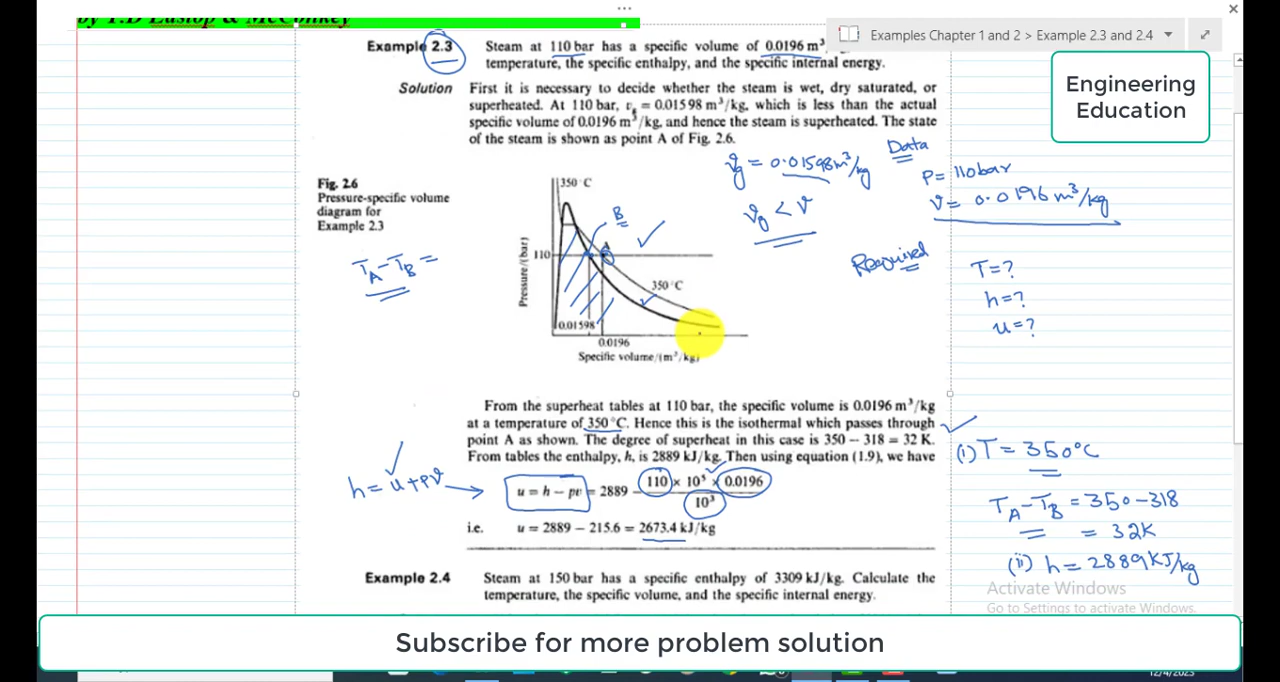 by T.D Eastop & McConkey
Examples Chapter 1 and 2 > Example 2.3 and 2.4
Engineering
Education
Example 2.3 Steam at 110 bar has a specific volume of 0.0196 m³
temperature, the specific enthalpy, and the specific internal energy.
Solution First it is necessary to decide whether the steam is wet, dry saturated, or
superheated. At 110 bar, vg = 0.01598 m³/kg, which is less than the actual
specific volume of 0.0196 m³/kg, and hence the steam is superheated. The state
of the steam is shown as point A of Fig. 2.6.
Data
P = 110bar
v = 0.0196 m³/kg
vg = 0.01598 m³/kg
vg < v
Required
T = ?
h = ?
u = ?
Fig. 2.6
Pressure-specific volume
diagram for
Example 2.3
TA - TB =
350 °C
B
A
110
350 °C
Pressure/(bar)
0.01598
0.0196
Specific volume/(m³/kg)
From the superheat tables at 110 bar, the specific volume is 0.0196 m³/kg
at a temperature of 350 °C. Hence this is the isothermal which passes through
point A as shown. The degree of superheat in this case is 350 − 318 = 32 K.
From tables the enthalpy, h, is 2889 kJ/kg. Then using equation (1.9), we have
h = u + pv
u = h − pv = 2889 − 110 × 10⁵ × 0.0196
10³
i.e. u = 2889 − 215.6 = 2673.4 kJ/kg
(i) T = 350°C
TA - TB = 350 - 318
= 32K
(ii) h = 2889 KJ/kg
Example 2.4 Steam at 150 bar has a specific enthalpy of 3309 kJ/kg. Calculate the
temperature, the specific volume, and the specific internal energy.
Activate Windows
Go to Settings to activate Windows.
Subscribe for more problem solution
12/4/2023